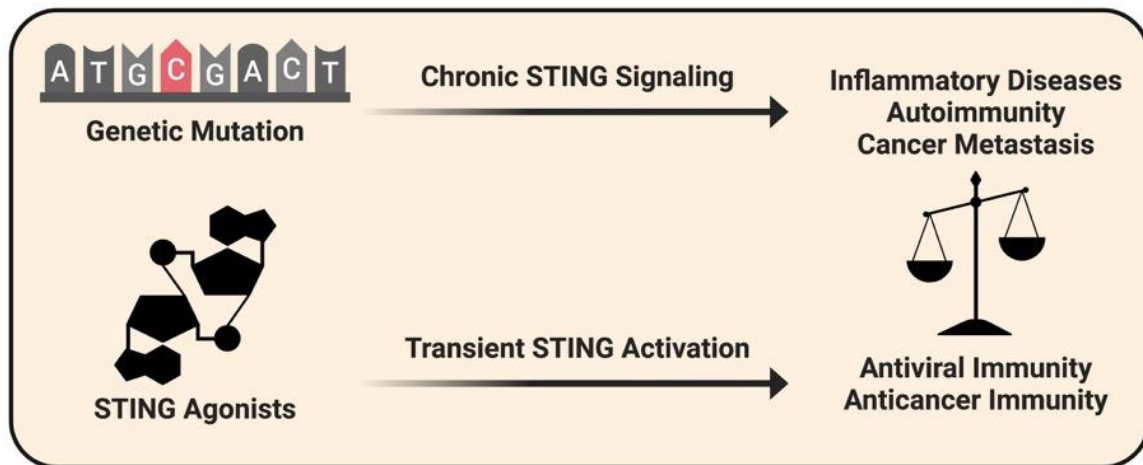 ATGCGACT
Genetic Mutation
Chronic STING Signaling
Inflammatory Diseases
Autoimmunity
Cancer Metastasis
STING Agonists
Transient STING Activation
Antiviral Immunity
Anticancer Immunity